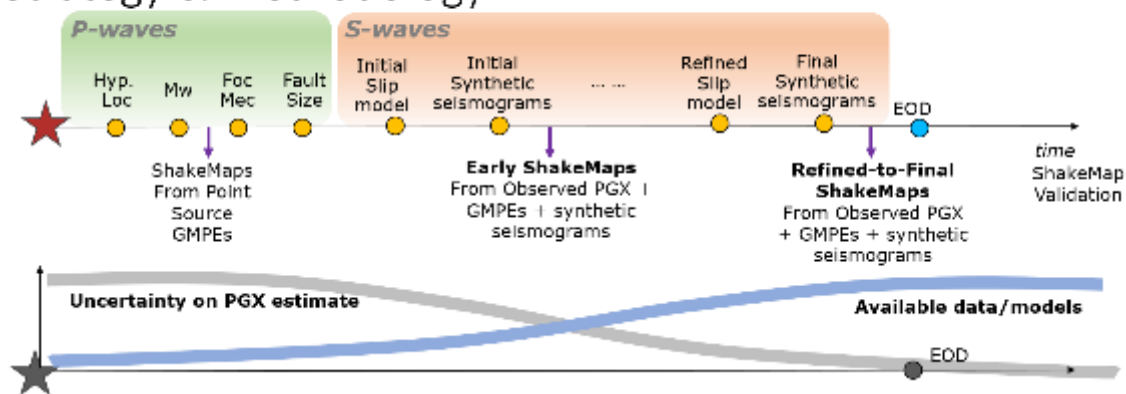 P-waves
S-waves
Hyp.
Loc
Mw
Foc
Mec
Fault
Size
Initial
Slip
model
Initial
Synthetic
seismograms
... ...
Refined
Slip
model
Final
Synthetic
seismograms
EOD
ShakeMaps
From Point
Source
GMPEs
Early ShakeMaps
From Observed PGX |
GMPEs + synthetic
seismograms
Refined-to-Final
ShakeMaps
From Observed PGX
+ GMPEs + synthetic
seismograms
time
ShakeMap
Validation
Uncertainty on PGX estimate
Available data/models
EOD